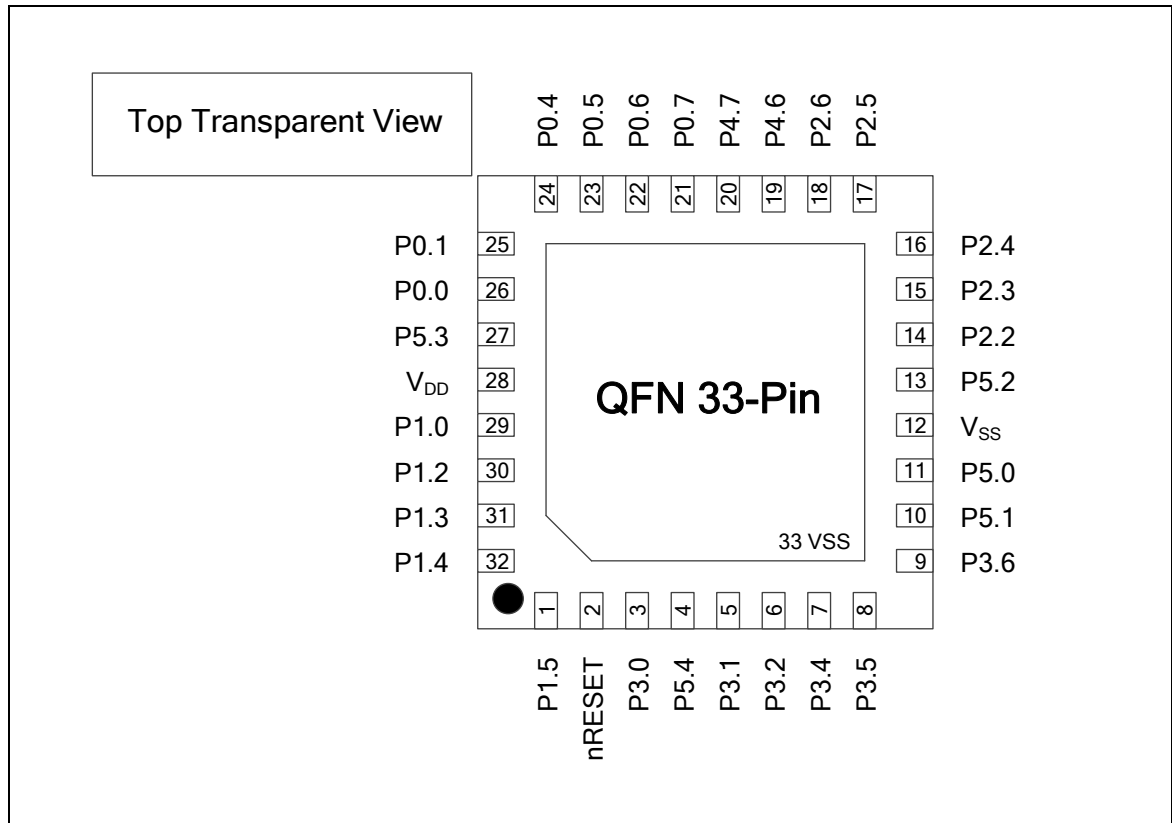 Top Transparent View
P0.4
P0.5
P0.6
P0.7
P4.7
P4.6
P2.6
P2.5
24
23
22
21
20
19
18
17
P0.1 25
P0.0 26
P5.3 27
VDD 28
P1.0 29
P1.2 30
P1.3 31
P1.4 32
16 P2.4
15 P2.3
14 P2.2
13 P5.2
12 VSS
11 P5.0
10 P5.1
9 P3.6
QFN 33-Pin
33 VSS
1
2
3
4
5
6
7
8
P1.5
nRESET
P3.0
P5.4
P3.1
P3.2
P3.4
P3.5